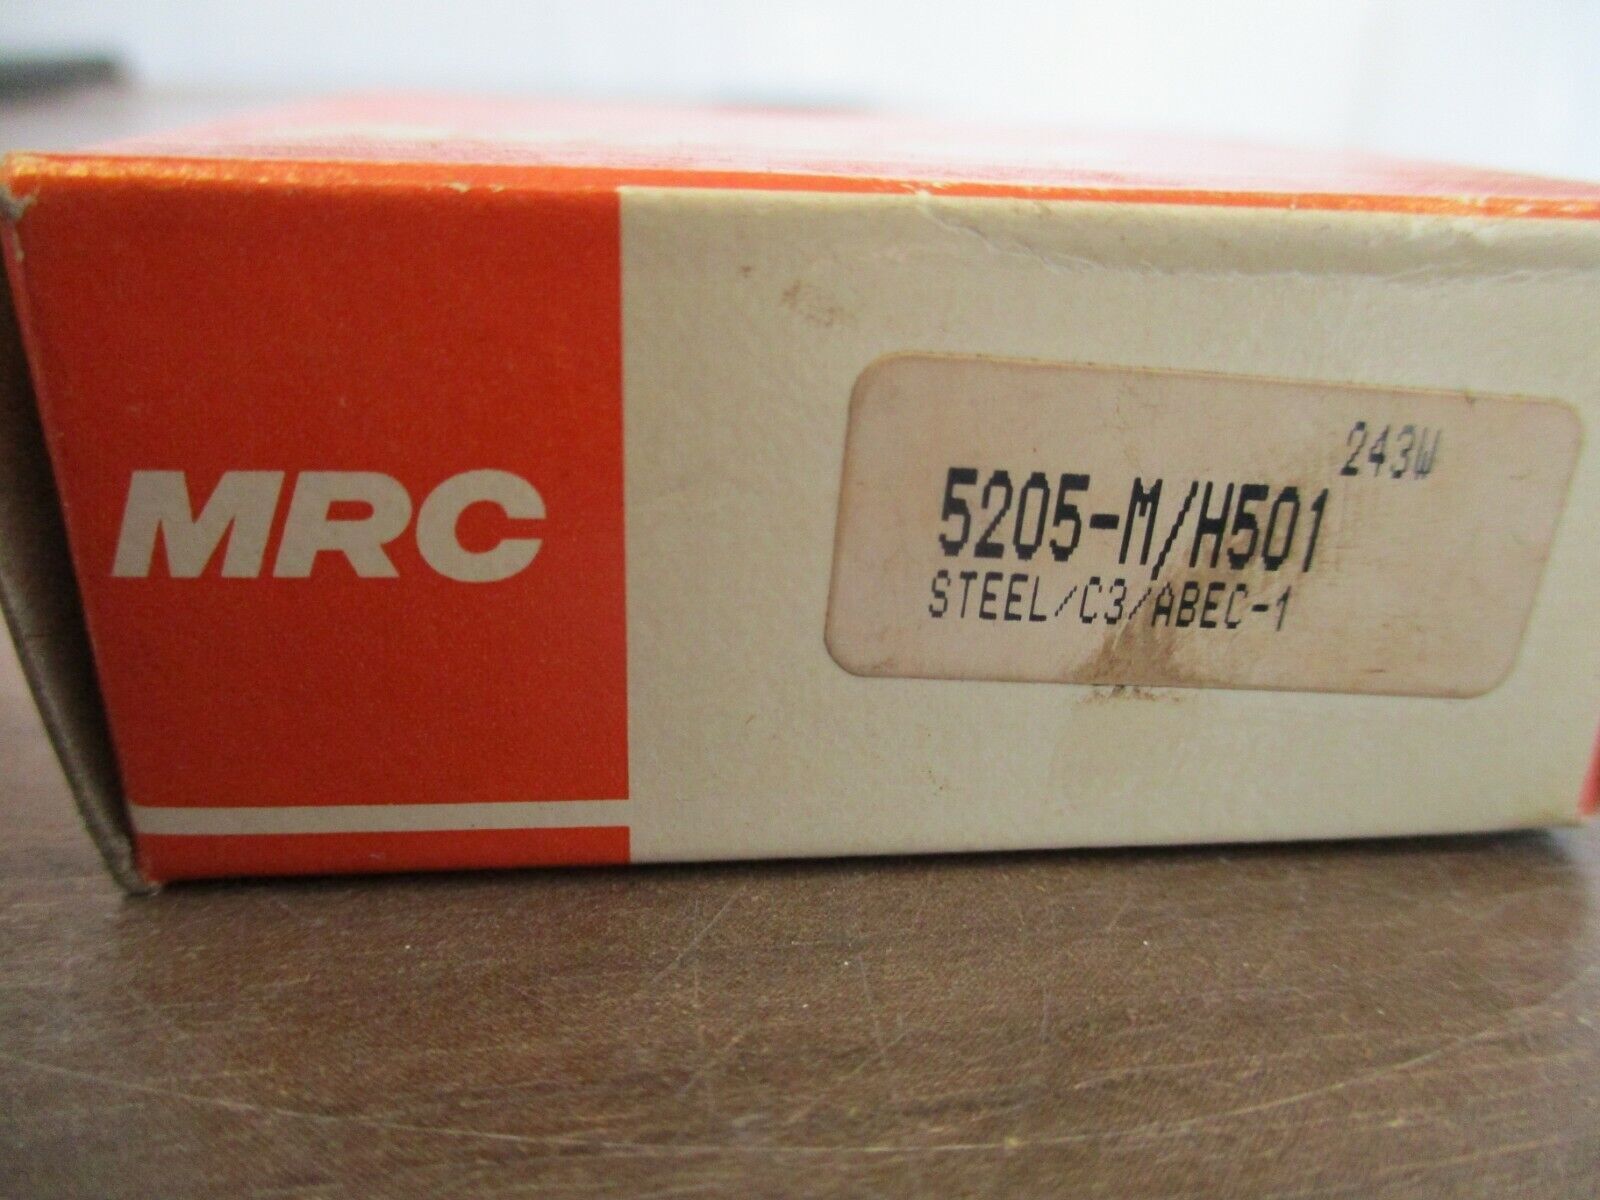 MRC
243W
5205-M/H501
STEEL/C3/ABEC-1